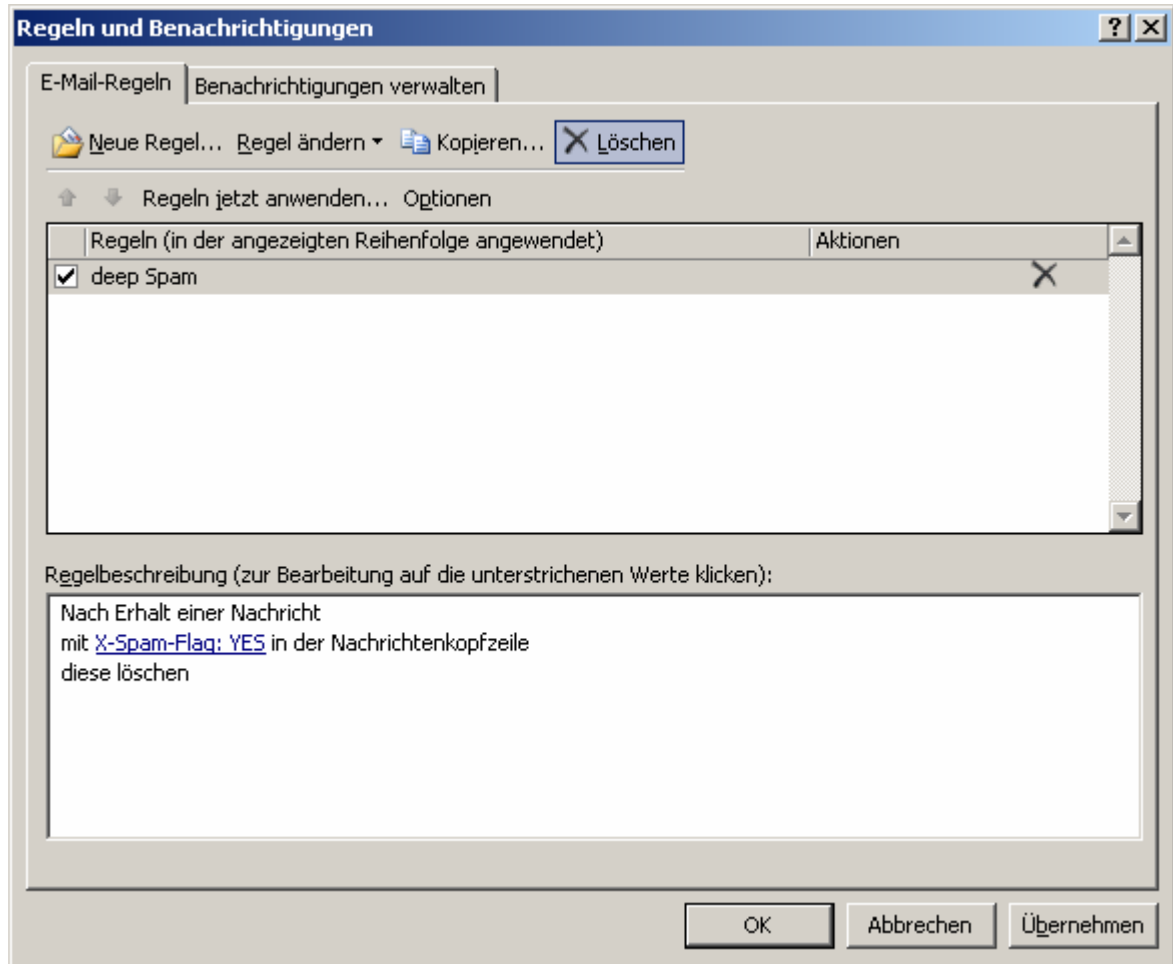 Regeln und Benachrichtigungen
E-Mail-Regeln Benachrichtigungen verwalten
Neue Regel... Regel ändern Kopieren... Löschen
Regeln jetzt anwenden... Optionen
Regeln (in der angezeigten Reihenfolge angewendet) Aktionen
deep Spam
Regelbeschreibung (zur Bearbeitung auf die unterstrichenen Werte klicken):
Nach Erhalt einer Nachricht
mit X-Spam-Flag: YES in der Nachrichtenkopfzeile
diese löschen
OK Abbrechen Übernehmen